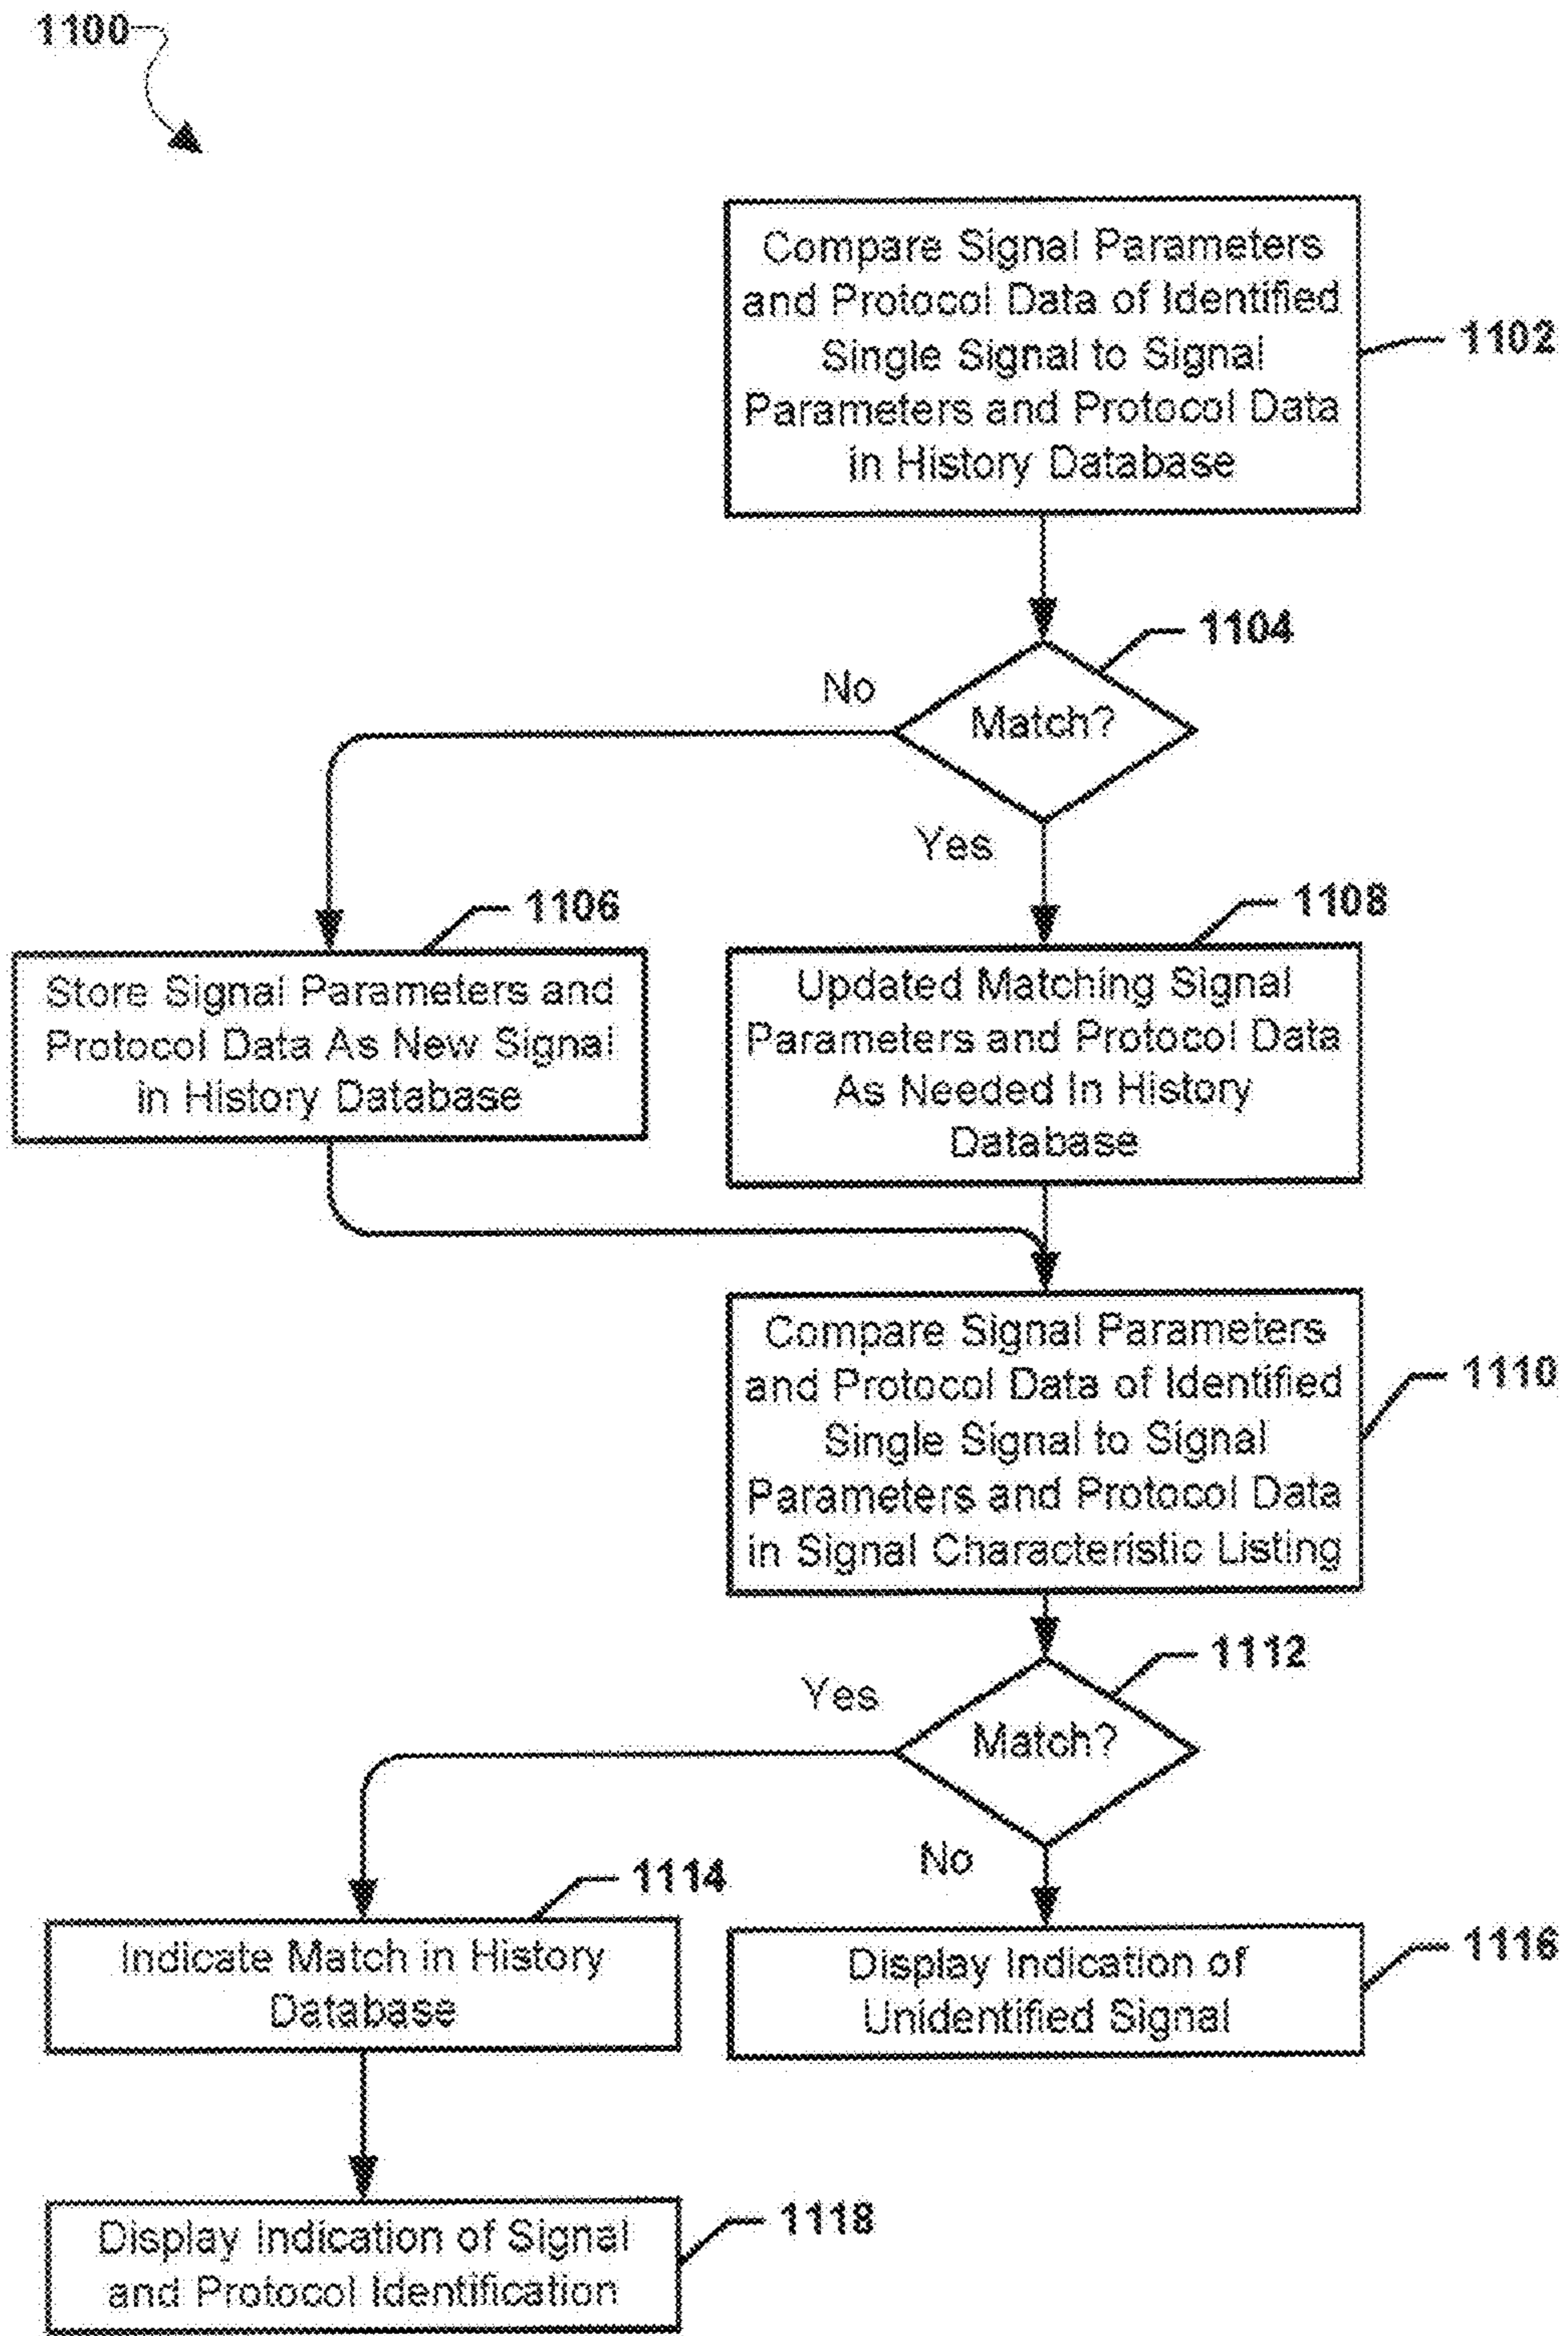 1100
Compare Signal Parameters
and Protocol Data of Identified
Single Signal to Signal
Parameters and Protocol Data
in History Database
1102
1104
No
Match?
Yes
1106
1108
Store Signal Parameters and
Protocol Data As New Signal
in History Database
Updated Matching Signal
Parameters and Protocol Data
As Needed In History
Database
Compare Signal Parameters
and Protocol Data of Identified
Single Signal to Signal
Parameters and Protocol Data
in Signal Characteristic Listing
1110
1112
Yes
Match?
No
1114
Indicate Match in History
Database
Display Indication of
Unidentified Signal
1116
Display Indication of Signal
and Protocol Identification
1118